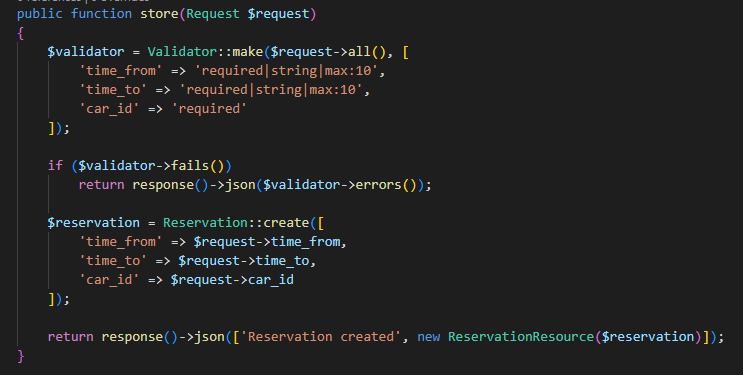 public function store(Request $request)
{
    $validator = Validator::make($request->all(), [
        'time_from' => 'required|string|max:10',
        'time_to' => 'required|string|max:10',
        'car_id' => 'required'
    ]);

    if ($validator->fails())
        return response()->json($validator->errors());

    $reservation = Reservation::create([
        'time_from' => $request->time_from,
        'time_to' => $request->time_to,
        'car_id' => $request->car_id
    ]);

    return response()->json(['Reservation created', new ReservationResource($reservation)]);
}